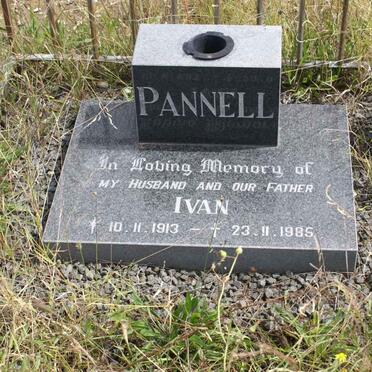 PANNELL
In Loving Memory of
MY HUSBAND AND OUR FATHER
IVAN
* 10.11.1913 – † 23.11.1985